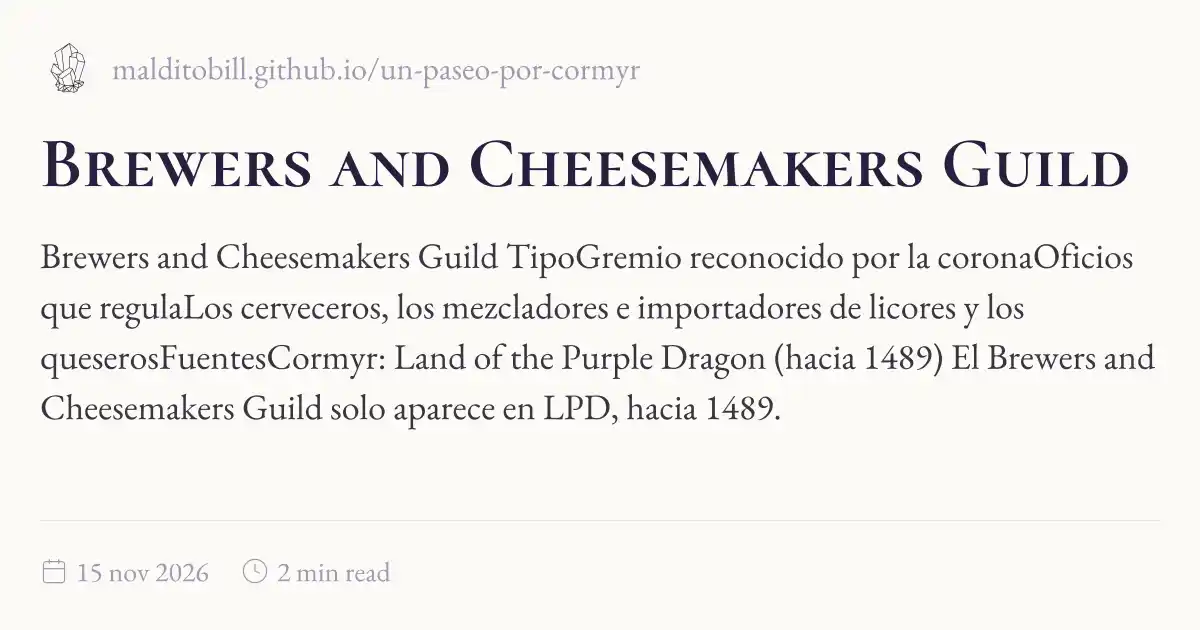 malditobill.github.io/un-paseo-por-cormyr
Brewers and Cheesemakers Guild
Brewers and Cheesemakers Guild TipoGremio reconocido por la coronaOficios
que regulaLos cerveceros, los mezcladores e importadores de licores y los
queserosFuentesCormyr: Land of the Purple Dragon (hacia 1489) El Brewers and
Cheesemakers Guild solo aparece en LPD, hacia 1489.
15 nov 2026
2 min read